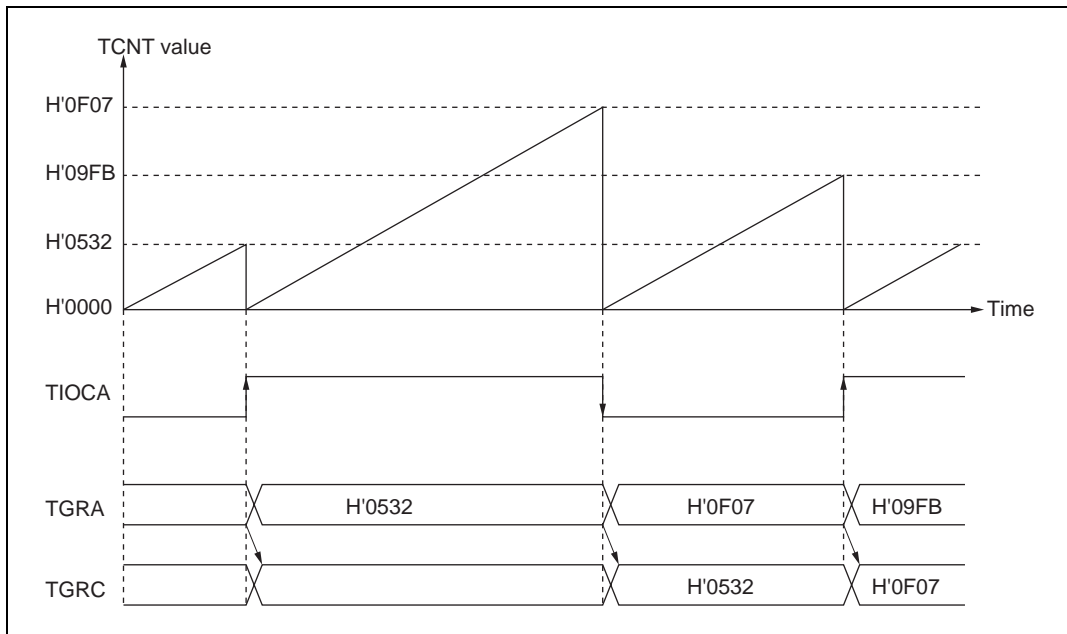 TCNT value
H'0F07
H'09FB
H'0532
H'0000
Time
TIOCA
TGRA H'0532 H'0F07 H'09FB
TGRC H'0532 H'0F07